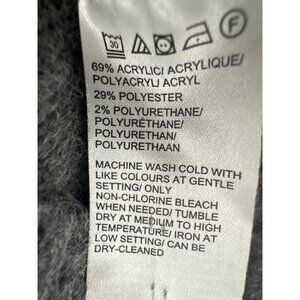 30 F
69% ACRYLIC/ ACRYLIQUE/
POLYACRYL/ ACRYL
29% POLYESTER
2% POLYURETHANE/
POLYURÉTHANE/
POLYURETHAN/
POLYURETHAAN
MACHINE WASH COLD WITH
LIKE COLOURS AT GENTLE
SETTING/ ONLY
NON-CHLORINE BLEACH
WHEN NEEDED/ TUMBLE
DRY AT MEDIUM TO HIGH
TEMPERATURE/ IRON AT
LOW SETTING/ CAN BE
DRY-CLEANED